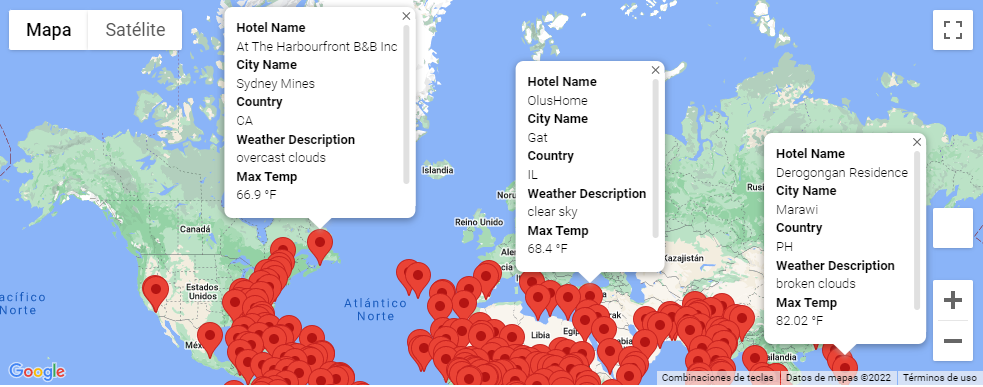 Mapa
Satélite
Hotel Name
At The Harbourfront B&B Inc
City Name
Sydney Mines
Country
CA
Weather Description
overcast clouds
Max Temp
66.9 °F
Hotel Name
OlusHome
City Name
Gat
Country
IL
Weather Description
clear sky
Max Temp
68.4 °F
Hotel Name
Derogongan Residence
City Name
Marawi
Country
PH
Weather Description
broken clouds
Max Temp
82.02 °F
Islandia
Canadá
Reino Unido
Kazajistán
Estados
Unidos
Atlántico
Norte
acífico
Norte
Libia
Google
Combinaciones de teclas
Datos de mapas ©2022
Términos de uso